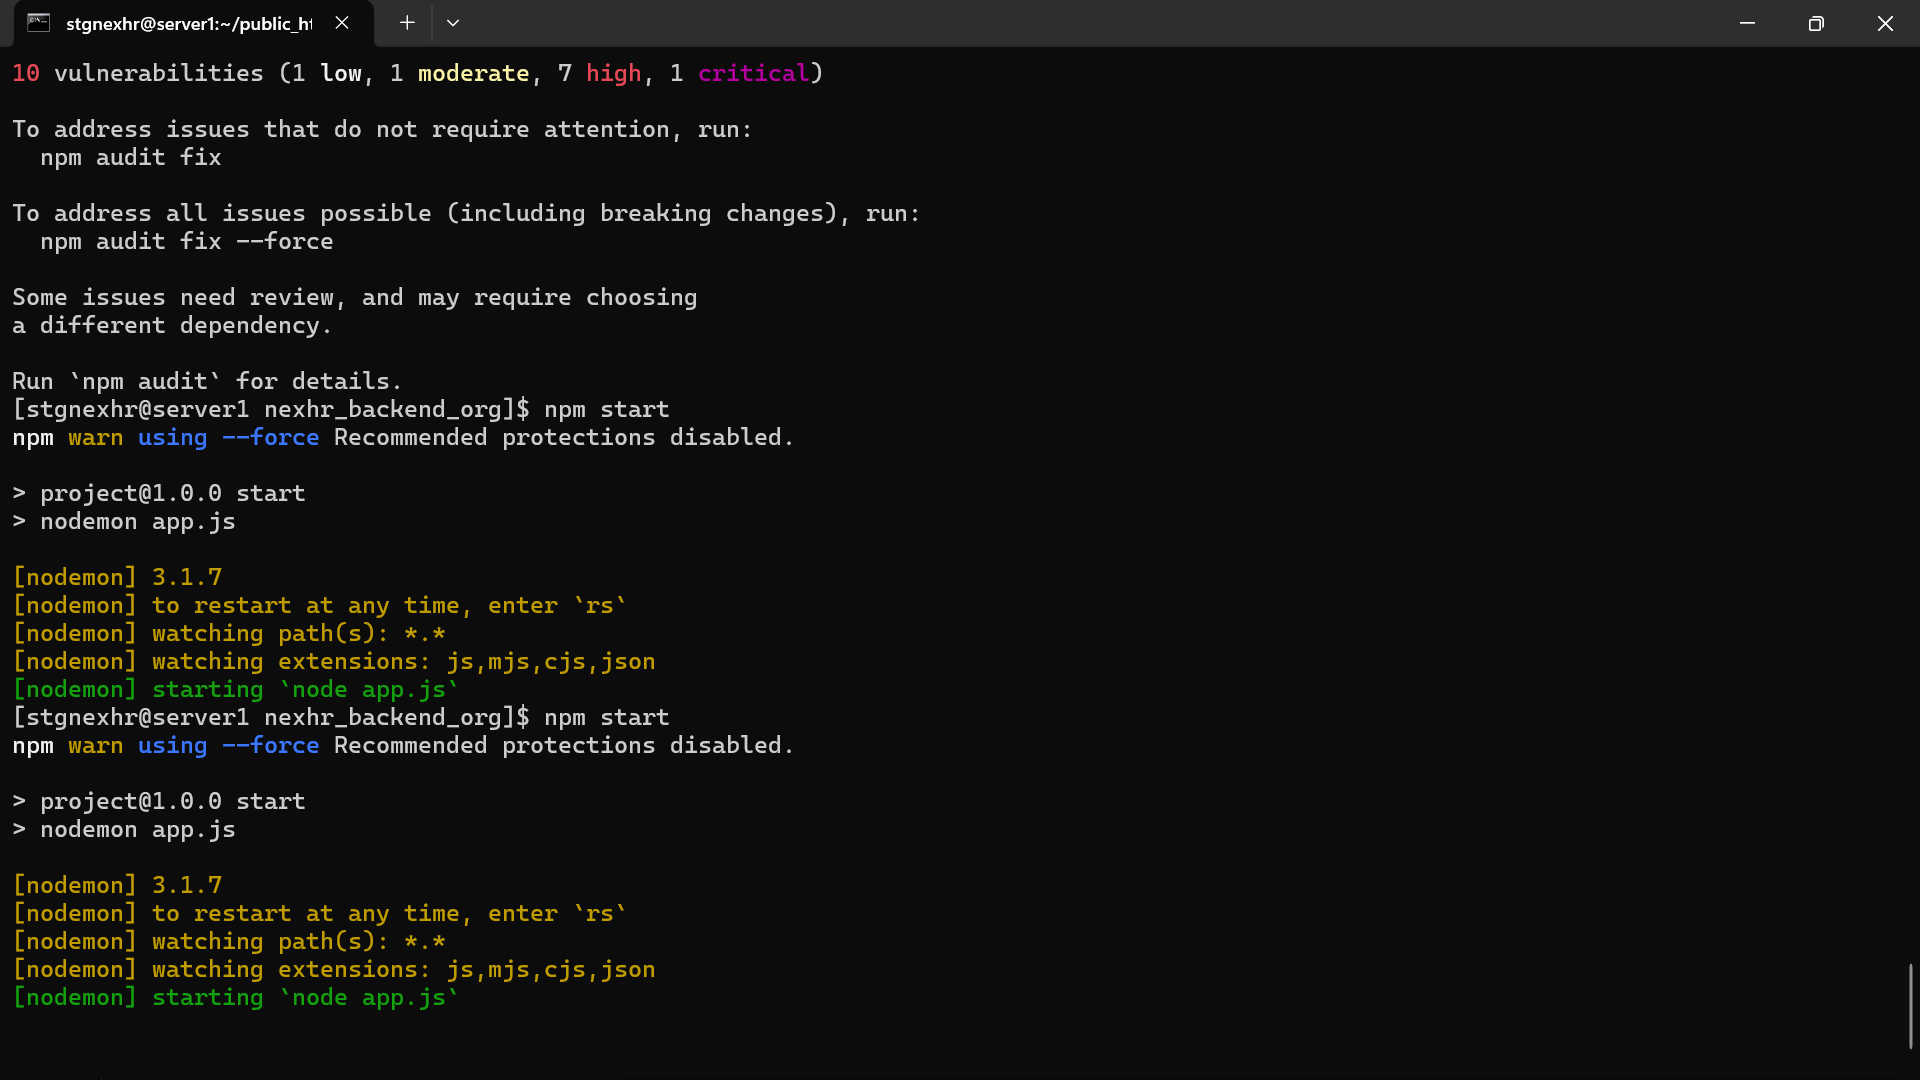 stgnexhr@server1:~/public_ht
10 vulnerabilities (1 low, 1 moderate, 7 high, 1 critical)
To address issues that do not require attention, run:
  npm audit fix
To address all issues possible (including breaking changes), run:
  npm audit fix --force
Some issues need review, and may require choosing
a different dependency.
Run `npm audit` for details.
[stgnexhr@server1 nexhr_backend_org]$ npm start
npm warn using --force Recommended protections disabled.
> project@1.0.0 start
> nodemon app.js
[nodemon] 3.1.7
[nodemon] to restart at any time, enter `rs`
[nodemon] watching path(s): *.*
[nodemon] watching extensions: js,mjs,cjs,json
[nodemon] starting `node app.js`
[stgnexhr@server1 nexhr_backend_org]$ npm start
npm warn using --force Recommended protections disabled.
> project@1.0.0 start
> nodemon app.js
[nodemon] 3.1.7
[nodemon] to restart at any time, enter `rs`
[nodemon] watching path(s): *.*
[nodemon] watching extensions: js,mjs,cjs,json
[nodemon] starting `node app.js`